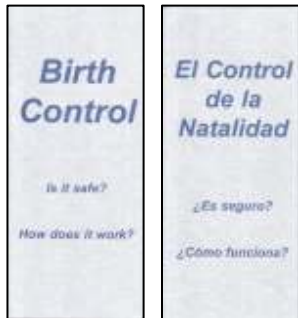 Birth
Control
Is it safe?
How does it work?
El Control
de la
Natalidad
¿Es seguro?
¿Cómo funciona?